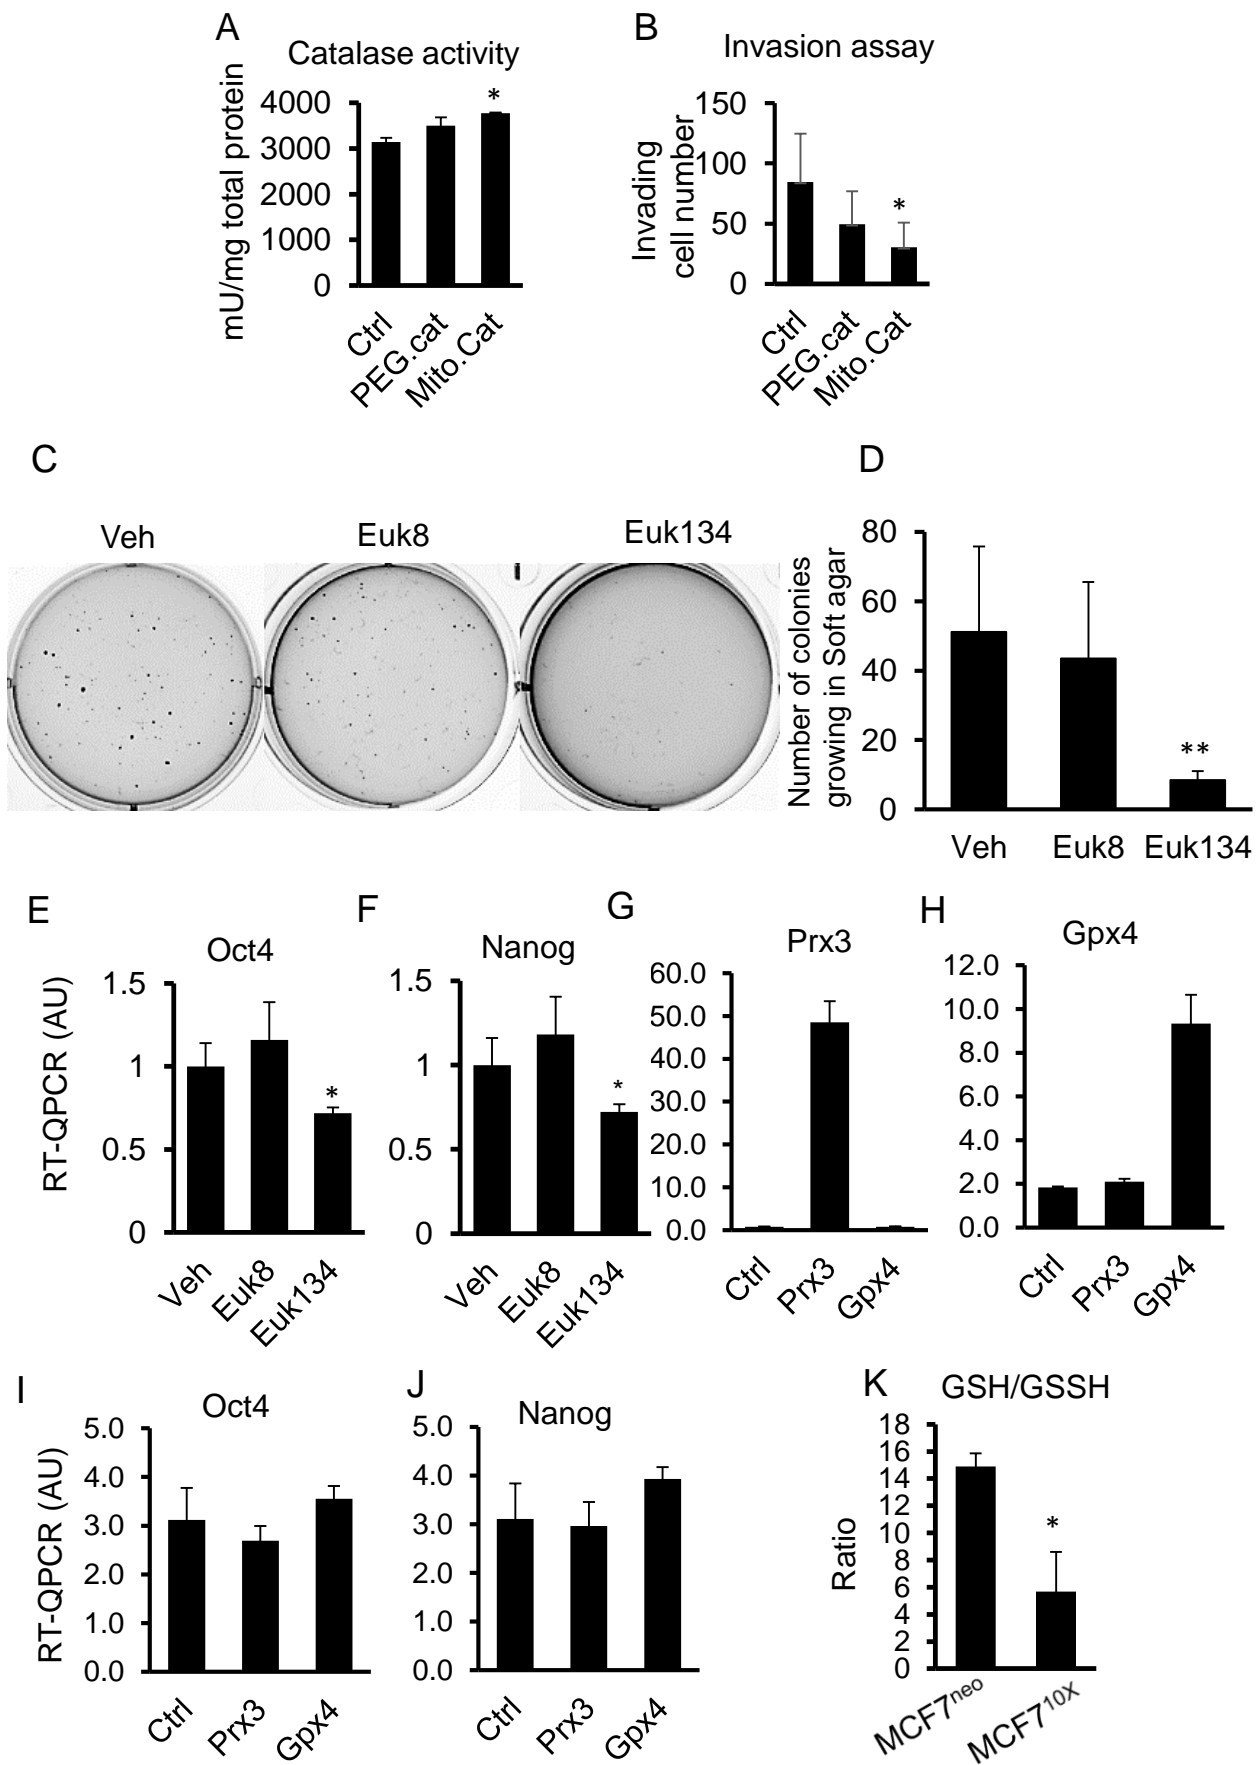 A
Catalase activity
mU/mg total protein
4000
3000
2000
1000
0
*
Ctrl
PEG.cat
Mito.Cat
B
Invasion assay
Invading
cell number
150
100
50
0
*
Ctrl
PEG.cat
Mito.Cat
C
Veh
Euk8
Euk134
D
Number of colonies
growing in Soft agar
80
60
40
20
0
**
Veh
Euk8
Euk134
E
Oct4
RT-QPCR (AU)
1.5
1
0.5
0
*
Veh
Euk8
Euk134
F
Nanog
1.5
1
0.5
0
*
Veh
Euk8
Euk134
G
Prx3
60.0
50.0
40.0
30.0
20.0
10.0
0.0
Ctrl
Prx3
Gpx4
H
Gpx4
12.0
10.0
8.0
6.0
4.0
2.0
0.0
Ctrl
Prx3
Gpx4
I
Oct4
RT-QPCR (AU)
5.0
4.0
3.0
2.0
1.0
0.0
Ctrl
Prx3
Gpx4
J
Nanog
5.0
4.0
3.0
2.0
1.0
0.0
Ctrl
Prx3
Gpx4
K
GSH/GSSH
Ratio
18
16
14
12
10
8
6
4
2
0
*
MCF7neo
MCF710X